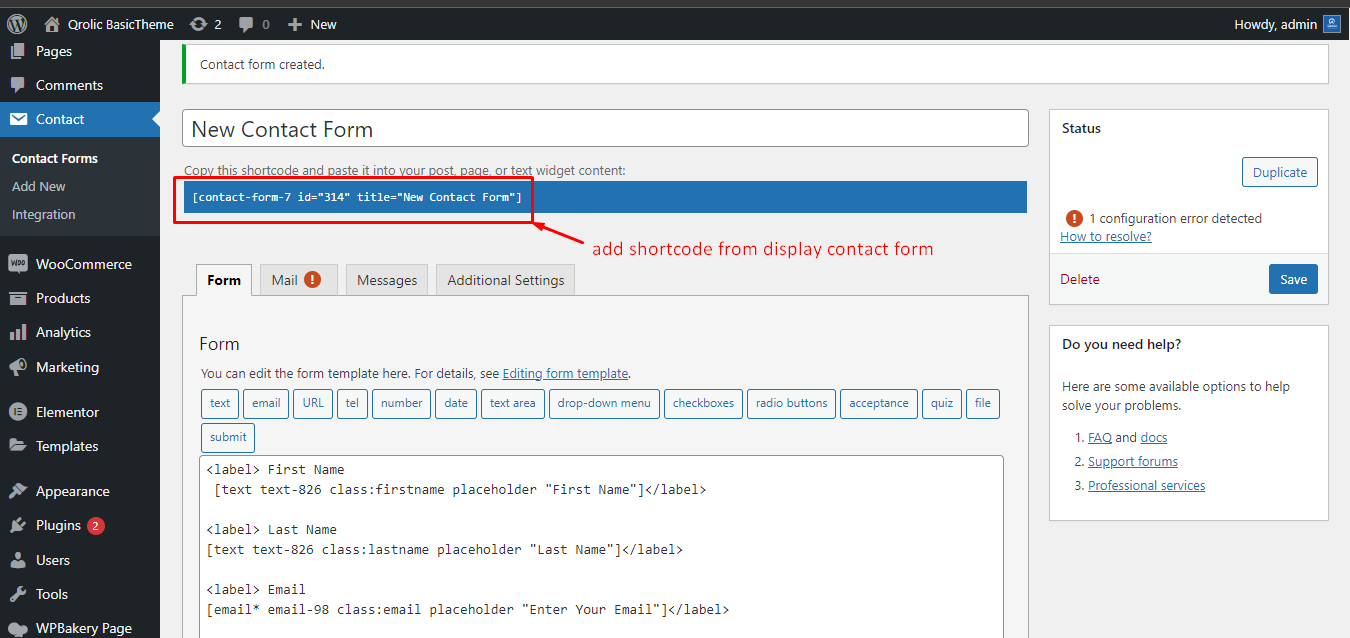 Qrolic BasicTheme 2 0 New Howdy, admin
Pages
Comments
Contact
Contact Forms
Add New
Integration
WooCommerce
Products
Analytics
Marketing
Elementor
Templates
Appearance
Plugins 2
Users
Tools
WPBakery Page
Contact form created.
New Contact Form
Copy this shortcode and paste it into your post, page, or text widget content:
[contact-form-7 id="314" title="New Contact Form"]
add shortcode from display contact form
Form Mail ! Messages Additional Settings
Form
You can edit the form template here. For details, see Editing form template.
text email URL tel number date text area drop-down menu checkboxes radio buttons acceptance quiz file
submit
<label> First Name
[text text-826 class:firstname placeholder "First Name"]</label>
<label> Last Name
[text text-826 class:lastname placeholder "Last Name"]</label>
<label> Email
[email* email-98 class:email placeholder "Enter Your Email"]</label>
Status
Duplicate
! 1 configuration error detected
How to resolve?
Delete Save
Do you need help?
Here are some available options to help
solve your problems.
1. FAQ and docs
2. Support forums
3. Professional services